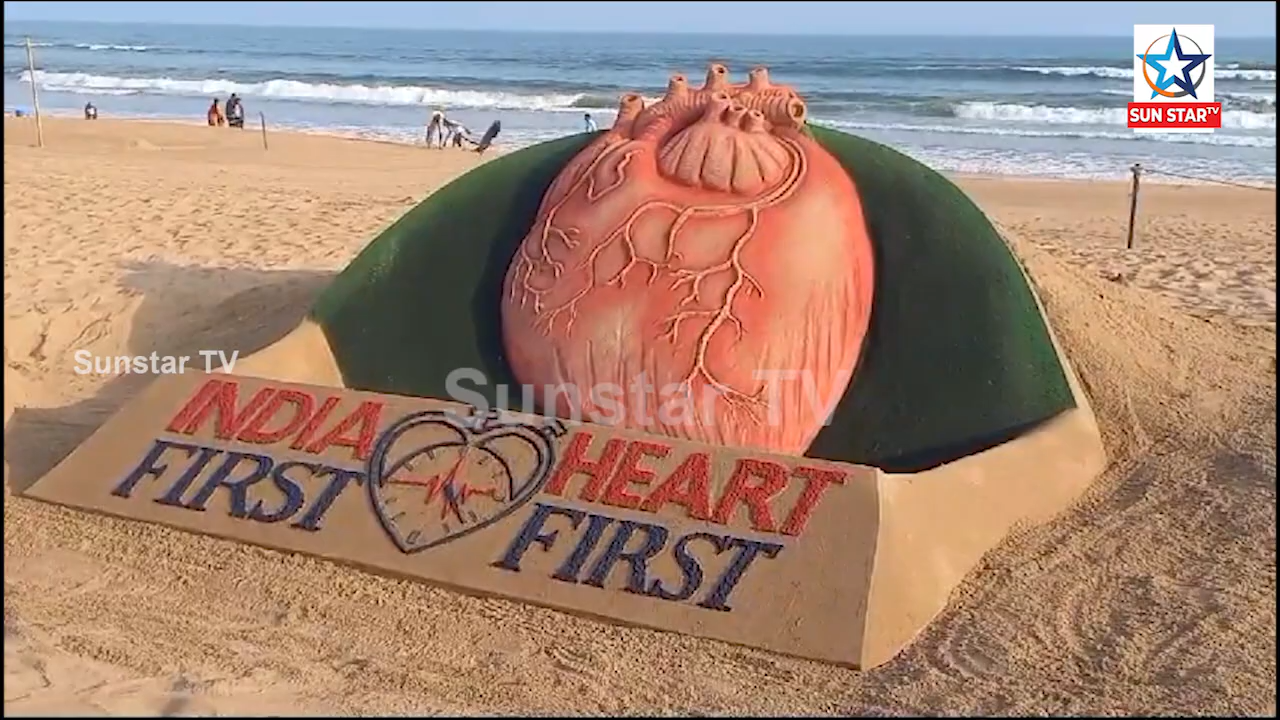 SUN STAR TV
Sunstar TV
Sunstar TV
INDIA HEART
FIRST FIRST